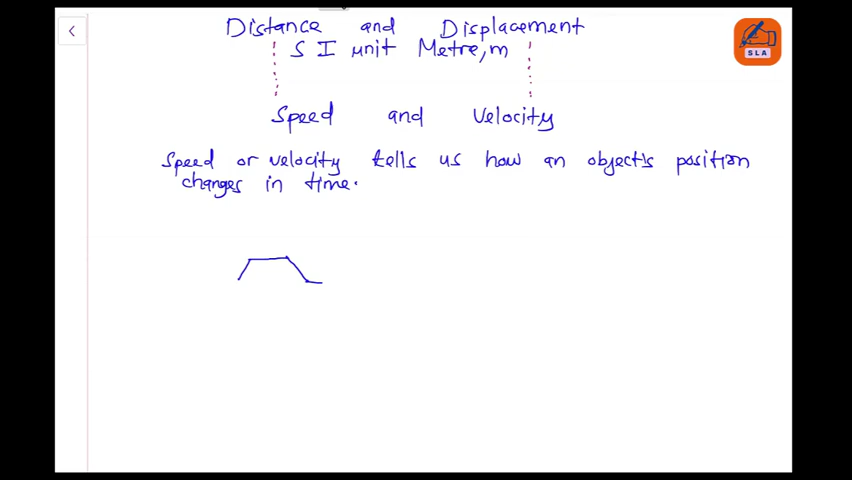 Distance and Displacement
S I unit Metre, m
Speed and Velocity
Speed or velocity tells us how an object's position
changes in time.
SLA